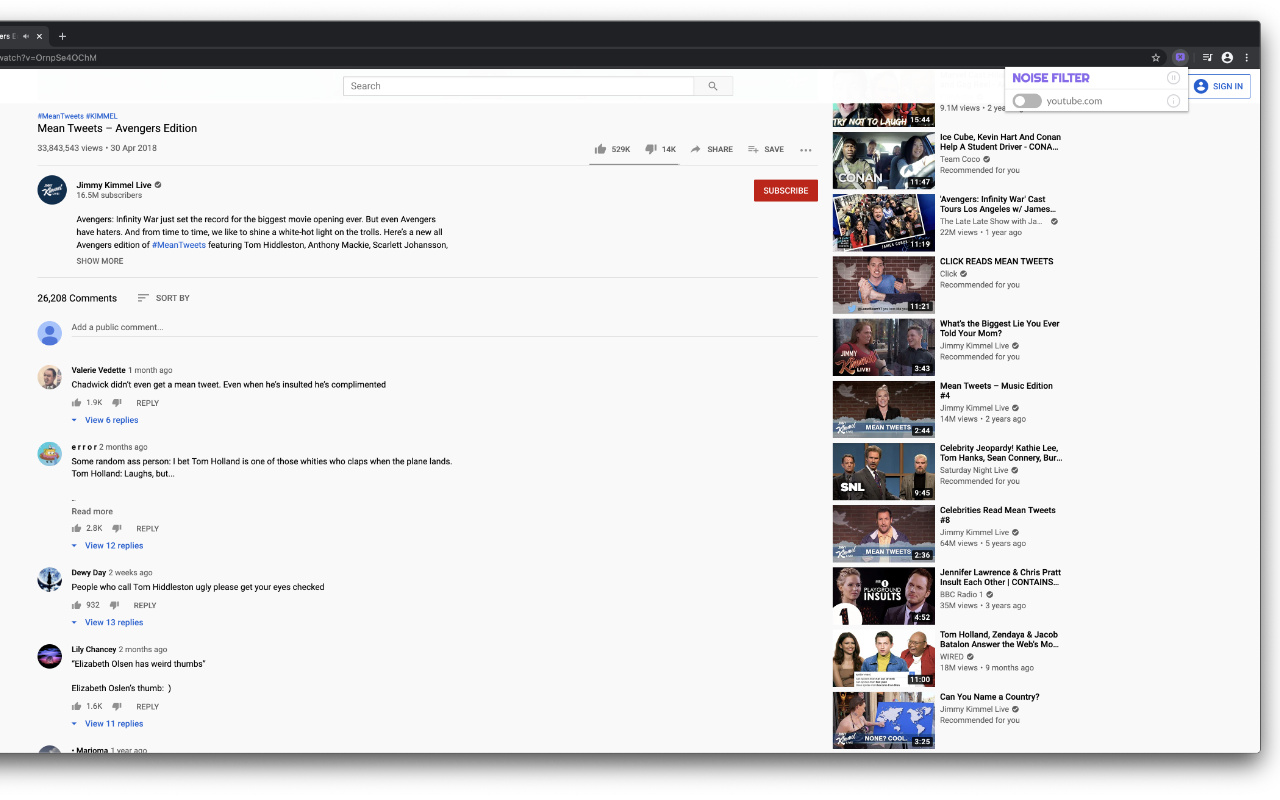 ers E
watch?v=OrnpSe4OChM
NOISE FILTER
youtube.com
Search
SIGN IN
#MeanTweets #KIMMEL
Mean Tweets – Avengers Edition
33,843,543 views • 30 Apr 2018
529K
14K
SHARE
SAVE
Jimmy Kimmel Live
16.5M subscribers
SUBSCRIBE
Avengers: Infinity War just set the record for the biggest movie opening ever. But even Avengers
have haters. And from time to time, we like to shine a white-hot light on the trolls. Here's a new all
Avengers edition of #MeanTweets featuring Tom Hiddleston, Anthony Mackie, Scarlett Johansson,
SHOW MORE
26,208 Comments
SORT BY
Add a public comment...
Valerie Vedette 1 month ago
Chadwick didn't even get a mean tweet. Even when he's insulted he's complimented
1.9K
REPLY
View 6 replies
e r r o r 2 months ago
Some random ass person: I bet Tom Holland is one of those whities who claps when the plane lands.
Tom Holland: Laughs, but...
-
Read more
2.8K
REPLY
View 12 replies
Dewy Day 2 weeks ago
People who call Tom Hiddleston ugly please get your eyes checked
932
REPLY
View 13 replies
Lily Chancey 2 months ago
"Elizabeth Olsen has weird thumbs"
Elizabeth Oslen's thumb: )
1.6K
REPLY
View 11 replies
• Marioma 1 year ago
TRY NOT TO LAUGH
15:44
9.1M views • 2 yea
CONAN
11:47
Ice Cube, Kevin Hart And Conan
Help A Student Driver - CONA...
Team Coco
Recommended for you
11:19
'Avengers: Infinity War' Cast
Tours Los Angeles w/ James...
The Late Late Show with Ja...
22M views • 1 year ago
11:21
CLICK READS MEAN TWEETS
Click
Recommended for you
JIMMY
Kimmel
LIVE!
3:43
What's the Biggest Lie You Ever
Told Your Mom?
Jimmy Kimmel Live
Recommended for you
MEAN TWEETS
2:44
Mean Tweets – Music Edition
#4
Jimmy Kimmel Live
14M views • 2 years ago
SNL
9:45
Celebrity Jeopardy! Kathie Lee,
Tom Hanks, Sean Connery, Bur...
Saturday Night Live
Recommended for you
MEAN TWEETS
2:36
Celebrities Read Mean Tweets
#8
Jimmy Kimmel Live
64M views • 5 years ago
PLAYGROUND
INSULTS
4:52
Jennifer Lawrence & Chris Pratt
Insult Each Other | CONTAINS...
BBC Radio 1
35M views • 3 years ago
11:00
Tom Holland, Zendaya & Jacob
Batalon Answer the Web's Mo...
WIRED
18M views • 9 months ago
NONE? COOL.
3:25
Can You Name a Country?
Jimmy Kimmel Live
Recommended for you